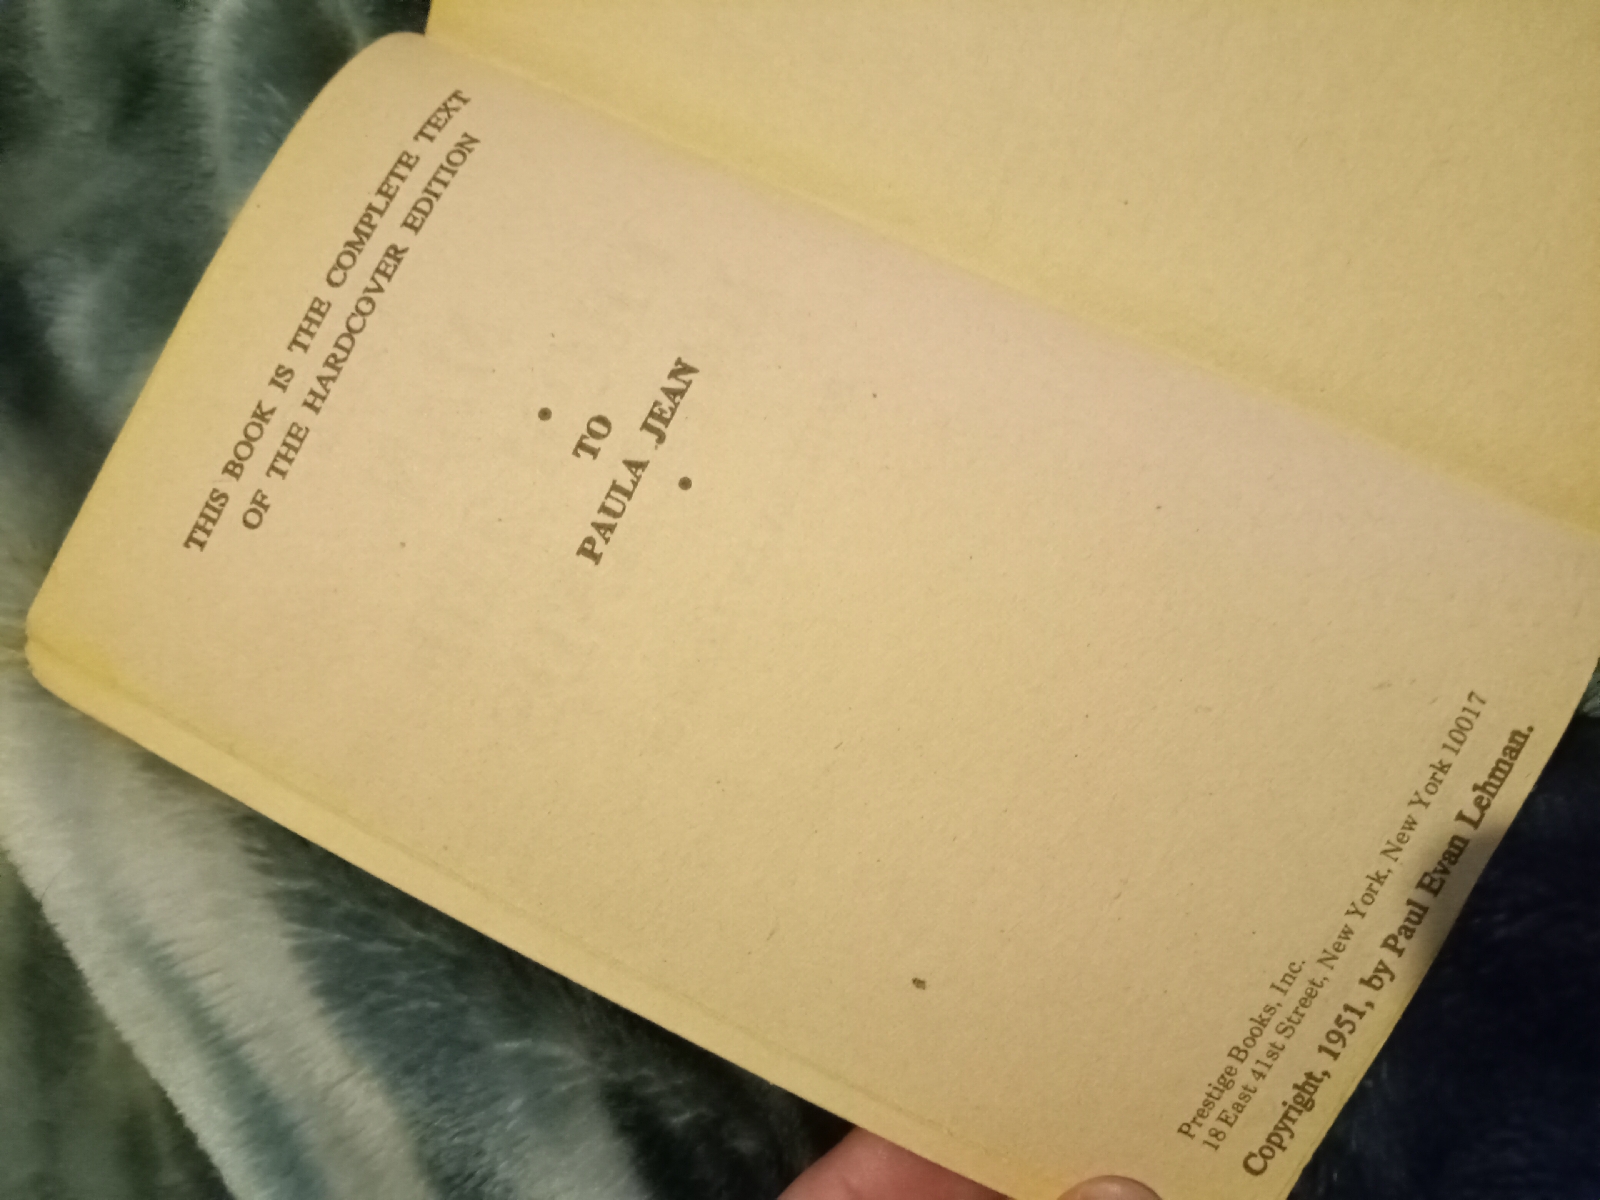 THIS BOOK IS THE COMPLETE TEXT
OF THE HARDCOVER EDITION
•
TO
PAULA JEAN
•
Prestige Books, Inc.
18 East 41st Street, New York, New York 10017
Copyright, 1951, by Paul Evan Lehman.